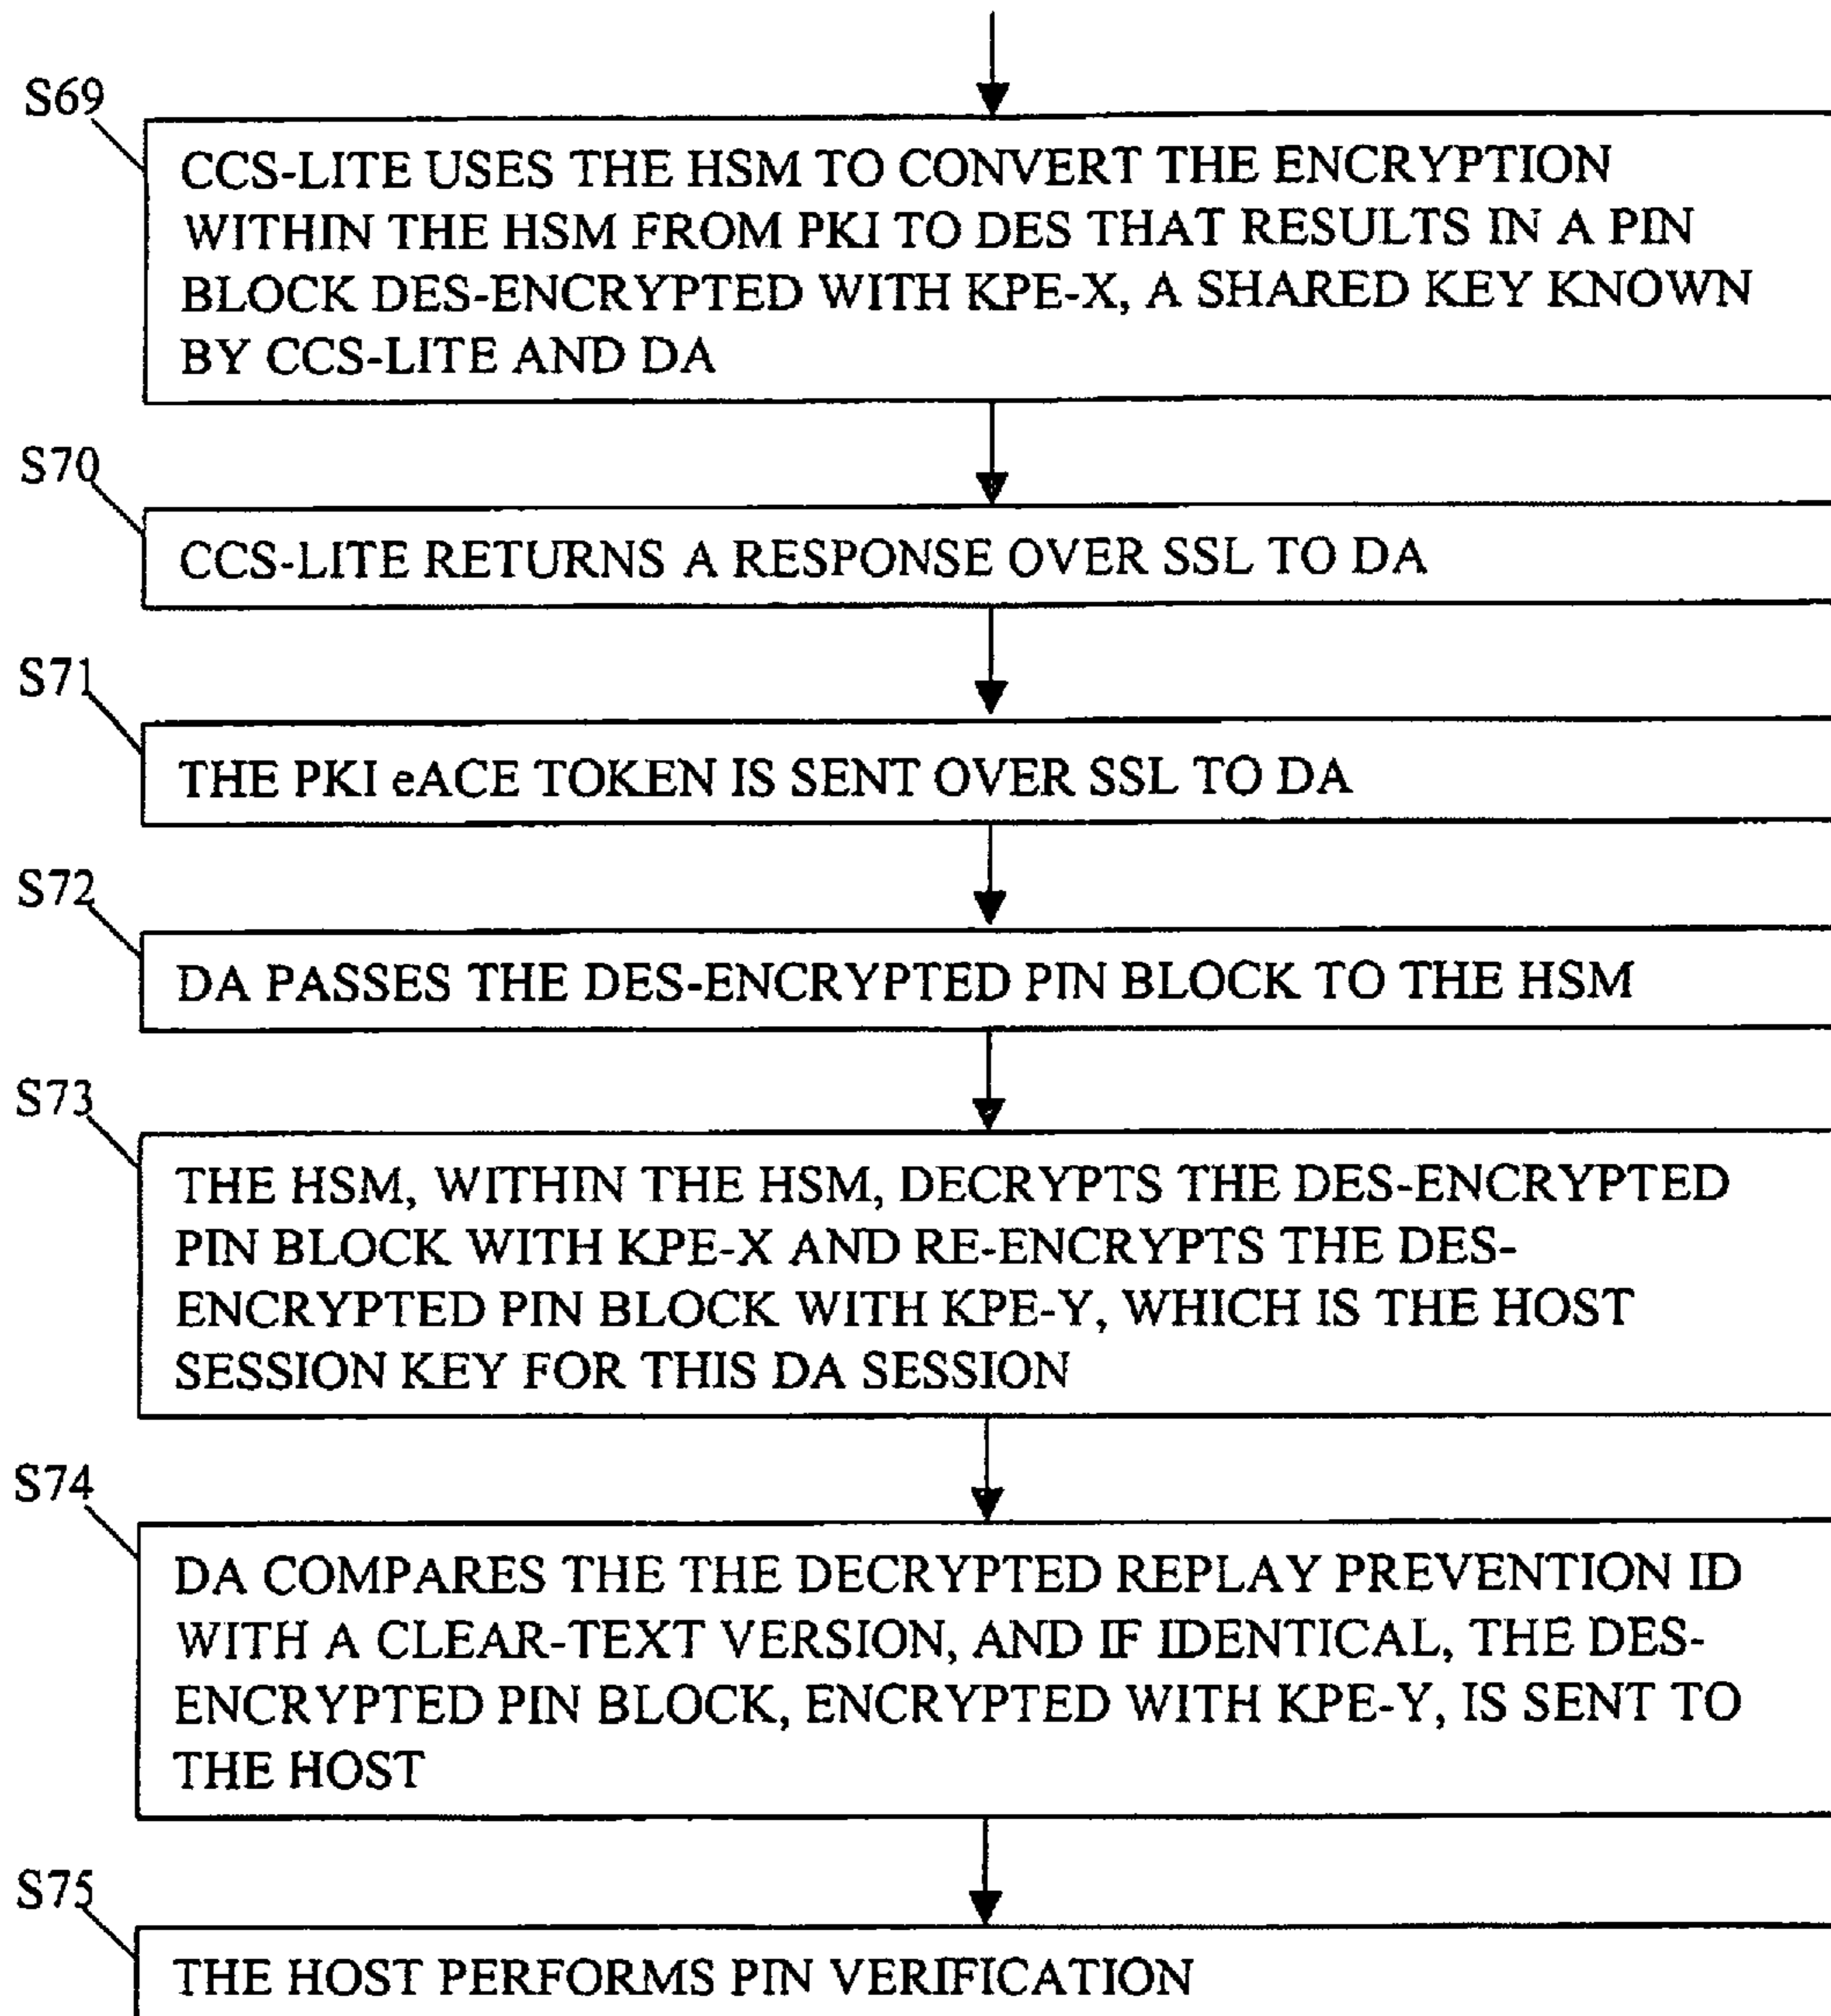 S69
CCS-LITE USES THE HSM TO CONVERT THE ENCRYPTION
WITHIN THE HSM FROM PKI TO DES THAT RESULTS IN A PIN
BLOCK DES-ENCRYPTED WITH KPE-X, A SHARED KEY KNOWN
BY CCS-LITE AND DA
S70
CCS-LITE RETURNS A RESPONSE OVER SSL TO DA
S71
THE PKI eACE TOKEN IS SENT OVER SSL TO DA
S72
DA PASSES THE DES-ENCRYPTED PIN BLOCK TO THE HSM
S73
THE HSM, WITHIN THE HSM, DECRYPTS THE DES-ENCRYPTED
PIN BLOCK WITH KPE-X AND RE-ENCRYPTS THE DES-
ENCRYPTED PIN BLOCK WITH KPE-Y, WHICH IS THE HOST
SESSION KEY FOR THIS DA SESSION
S74
DA COMPARES THE THE DECRYPTED REPLAY PREVENTION ID
WITH A CLEAR-TEXT VERSION, AND IF IDENTICAL, THE DES-
ENCRYPTED PIN BLOCK, ENCRYPTED WITH KPE-Y, IS SENT TO
THE HOST
S75
THE HOST PERFORMS PIN VERIFICATION